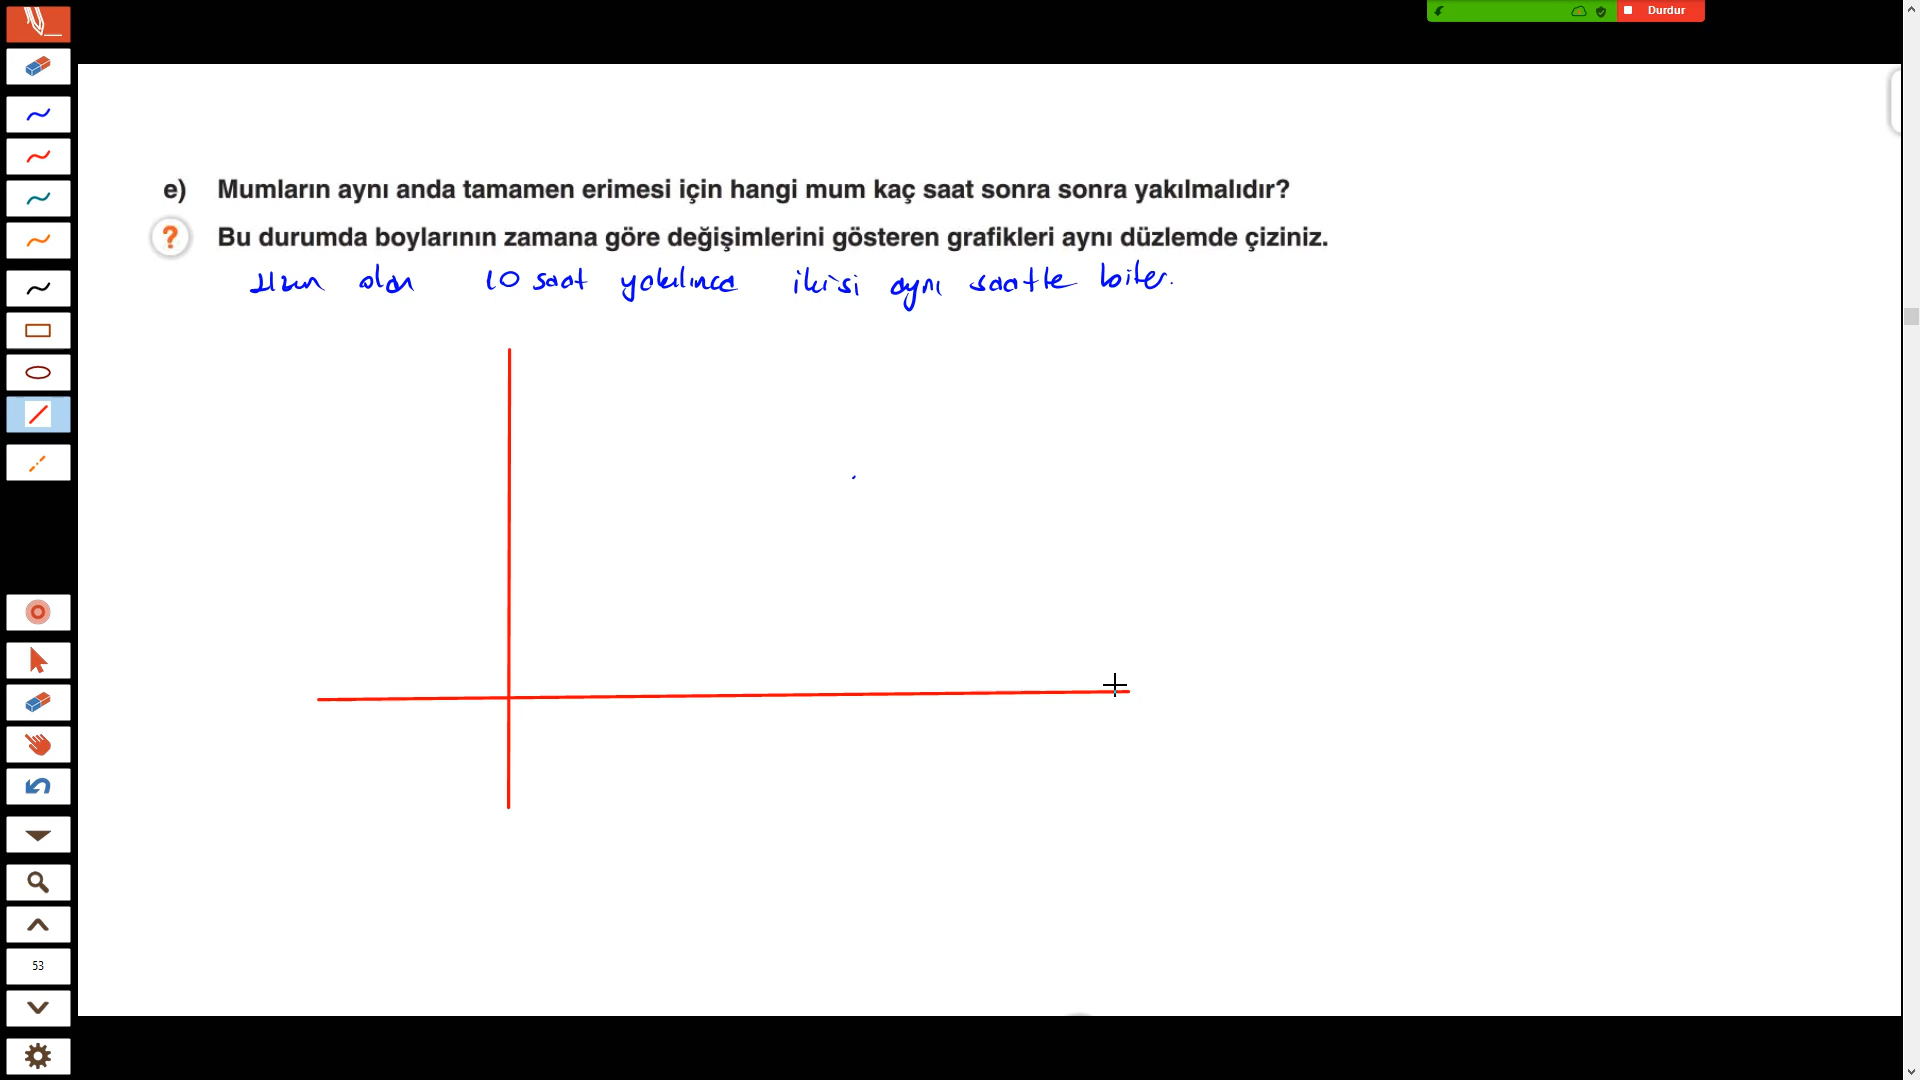 Durdur
e) Mumların aynı anda tamamen erimesi için hangi mum kaç saat sonra sonra yakılmalıdır?
? Bu durumda boylarının zamana göre değişimlerini gösteren grafikleri aynı düzlemde çiziniz.
Uzun olan 10 saat yakılınca ikisi aynı saatte biter.
53